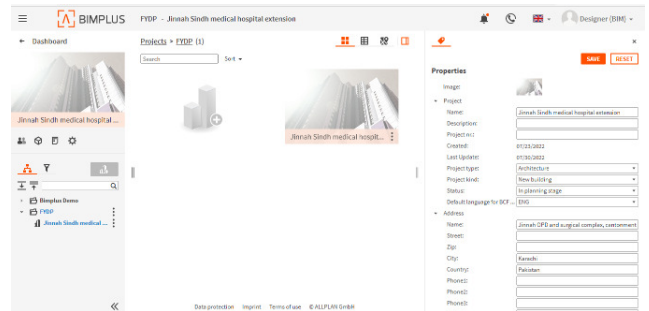 BIMPLUS
FYDP - Jinnah Sindh medical hospital extension
Designer (BIM)
Dashboard
Jinnah Sindh medical hospital ...
Bimplus Demo
FYDP
Jinnah Sindh medical ...
Projects > FYDP (1)
Search
Sort
Jinnah Sindh medical hospit...
Data protection Imprint Terms of use © ALLPLAN GmbH
SAVE RESET
Properties
Image:
Project
Name: Jinnah Sindh medical hospital extension
Description:
Project nr.:
Created: 07/23/2022
Last Update: 07/30/2022
Project type: Architecture
Project kind: New building
Status: In planning stage
Default language for BCF... ENG
Address
Name: Jinnah OPD and surgical complex, cantonment
Street:
Zip:
City: Karachi
Country: Pakistan
Phone1:
Phone2:
Phone3: